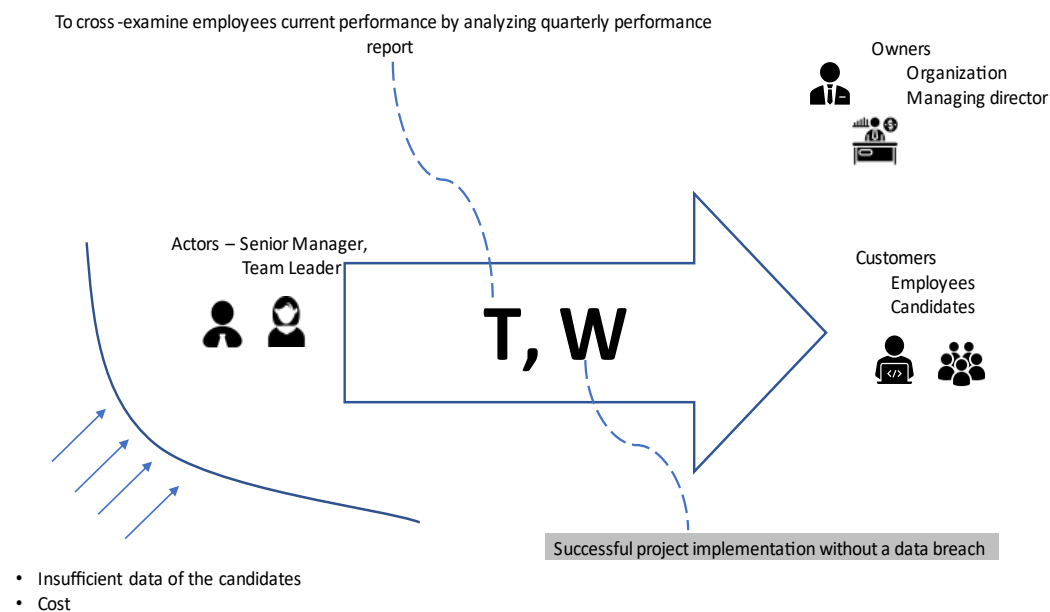 To cross-examine employees current performance by analyzing quarterly performance
report
Owners
Organization
Managing director
Actors – Senior Manager,
Team Leader
Customers
Employees
Candidates
T, W
</>
Successful project implementation without a data breach
• Insufficient data of the candidates
• Cost